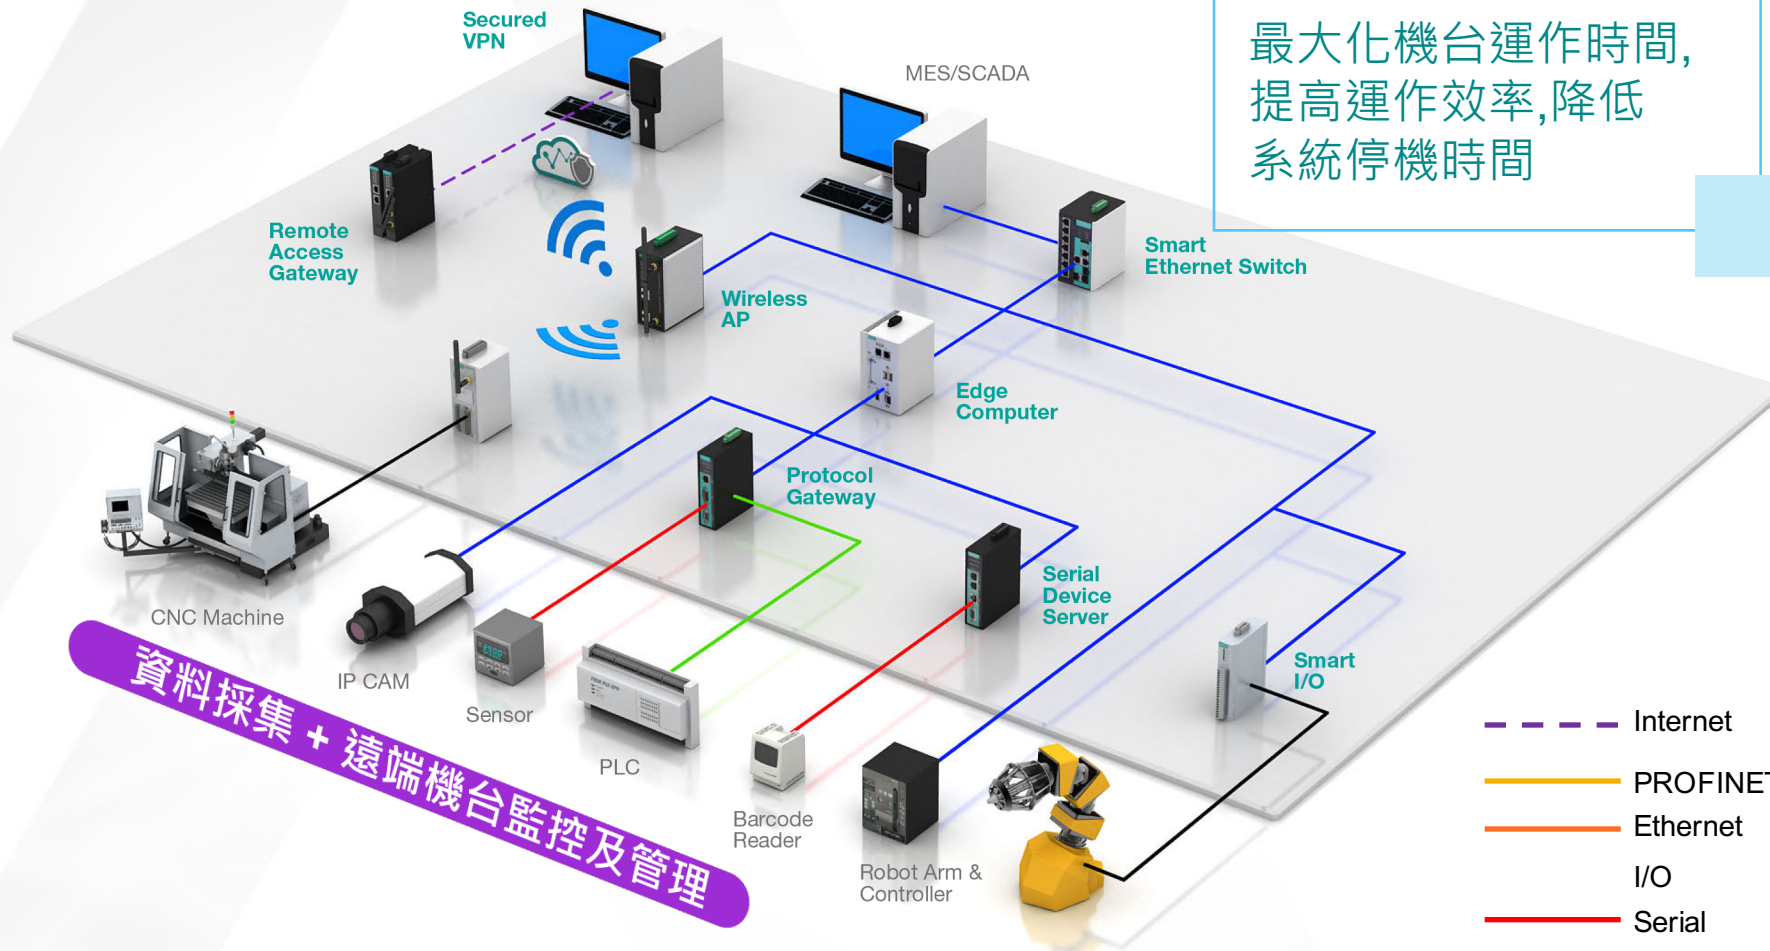 Secured
VPN
MES/SCADA
最大化機台運作時間,
提高運作效率,降低
系統停機時間
Remote
Access
Gateway
Wireless
AP
Smart
Ethernet Switch
Edge
Computer
Protocol
Gateway
Serial
Device
Server
Smart
I/O
CNC Machine
IP CAM
Sensor
PLC
Barcode
Reader
Robot Arm &
Controller
資料採集 + 遠端機台監控及管理
Internet
PROFINET
Ethernet
I/O
Serial